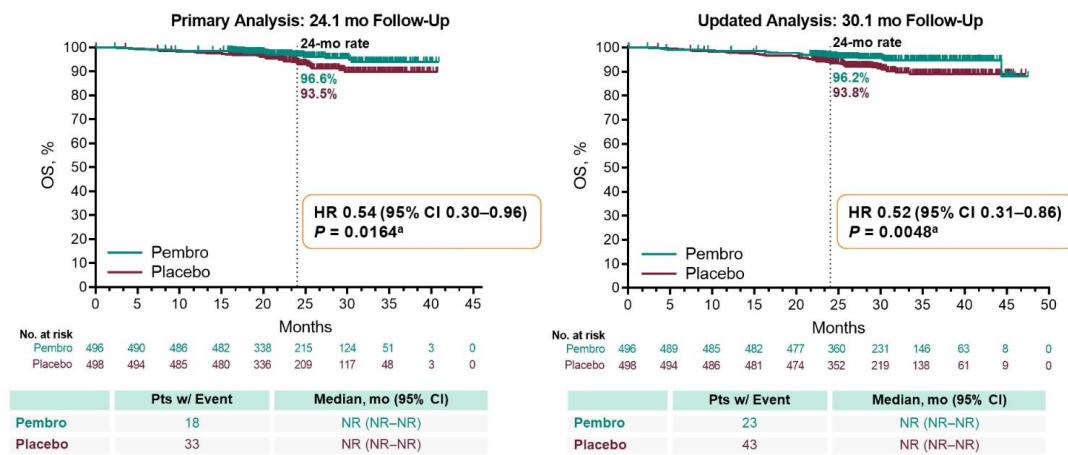 Primary Analysis: 24.1 mo Follow-Up
24-mo rate
96.6%
93.5%
OS, %
100
90
80
70
60
50
40
30
20
10
0
HR 0.54 (95% CI 0.30–0.96)
P = 0.0164ᵃ
Pembro
Placebo
0 5 10 15 20 25 30 35 40 45
Months
No. at risk
Pembro 496 490 486 482 338 215 124 51 3 0
Placebo 498 494 485 480 336 209 117 48 3 0
Pts w/ Event Median, mo (95% CI)
Pembro 18 NR (NR–NR)
Placebo 33 NR (NR–NR)
Updated Analysis: 30.1 mo Follow-Up
24-mo rate
96.2%
93.8%
OS, %
100
90
80
70
60
50
40
30
20
10
0
HR 0.52 (95% CI 0.31–0.86)
P = 0.0048ᵃ
Pembro
Placebo
0 5 10 15 20 25 30 35 40 45 50
Months
No. at risk
Pembro 496 489 485 482 477 360 231 146 63 8 0
Placebo 498 494 486 481 474 352 219 138 61 9 0
Pts w/ Event Median, mo (95% CI)
Pembro 23 NR (NR–NR)
Placebo 43 NR (NR–NR)